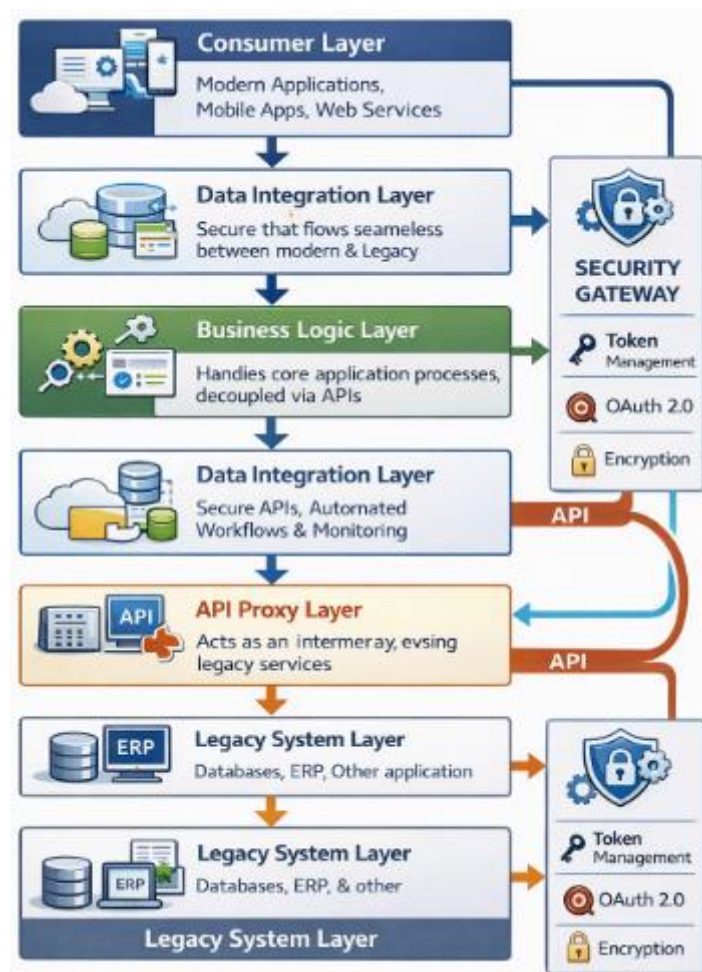 Consumer Layer
Modern Applications,
Mobile Apps, Web Services
Data Integration Layer
Secure that flows seameless
between modern & Legacy
SECURITY
GATEWAY
Token
Management
OAuth 2.0
Encryption
Business Logic Layer
Handies core application processes,
decoupled via APIs
Data Integration Layer
Secure APIs, Automated
Workflows & Monitoring
API
API
API Proxy Layer
Acts as an intermeray, evsing
legacy services
API
ERP
Legacy System Layer
Databases, ERP, Other application
ERP
Legacy System Layer
Databases, ERP, & other
Legacy System Layer
Token
Management
OAuth 2.0
Encryption